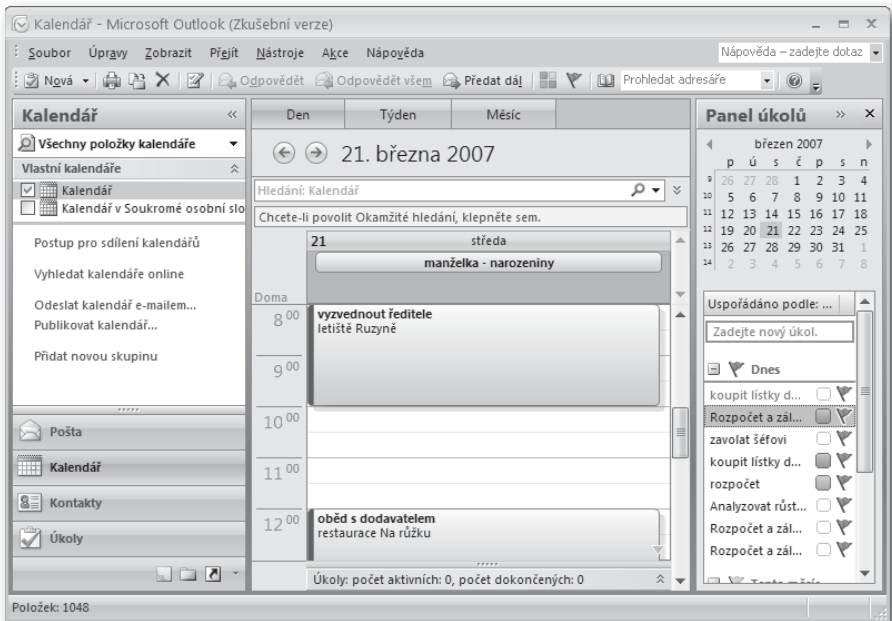 Kalendář - Microsoft Outlook (Zkušební verze)
Soubor Úpravy Zobrazit Přejít Nástroje Akce Nápověda Nápověda – zadejte dotaz
Nová Odpovědět Odpovědět všem Předat dál Prohledat adresáře
Kalendář
Všechny položky kalendáře
Vlastní kalendáře
Kalendář
Kalendář v Soukromé osobní slo
Postup pro sdílení kalendářů
Vyhledat kalendáře online
Odeslat kalendář e-mailem...
Publikovat kalendář...
Přidat novou skupinu
Pošta
Kalendář
Kontakty
Úkoly
Den Týden Měsíc
21. března 2007
Hledání: Kalendář
Chcete-li povolit Okamžité hledání, klepněte sem.
21 středa
manželka - narozeniny
Doma
8 00 vyzvednout ředitele
letiště Ruzyně
9 00
10 00
11 00
12 00 oběd s dodavatelem
restaurace Na růžku
Úkoly: počet aktivních: 0, počet dokončených: 0
Panel úkolů
březen 2007
p ú s č p s n
9 26 27 28 1 2 3 4
10 5 6 7 8 9 10 11
11 12 13 14 15 16 17 18
12 19 20 21 22 23 24 25
13 26 27 28 29 30 31 1
14 2 3 4 5 6 7 8
Uspořádáno podle: ...
Zadejte nový úkol.
Dnes
koupit lístky d...
Rozpočet a zál...
zavolat šéfovi
koupit lístky d...
rozpočet
Analyzovat růst...
Rozpočet a zál...
Rozpočet a zál...
Tento měsíc
Položek: 1048